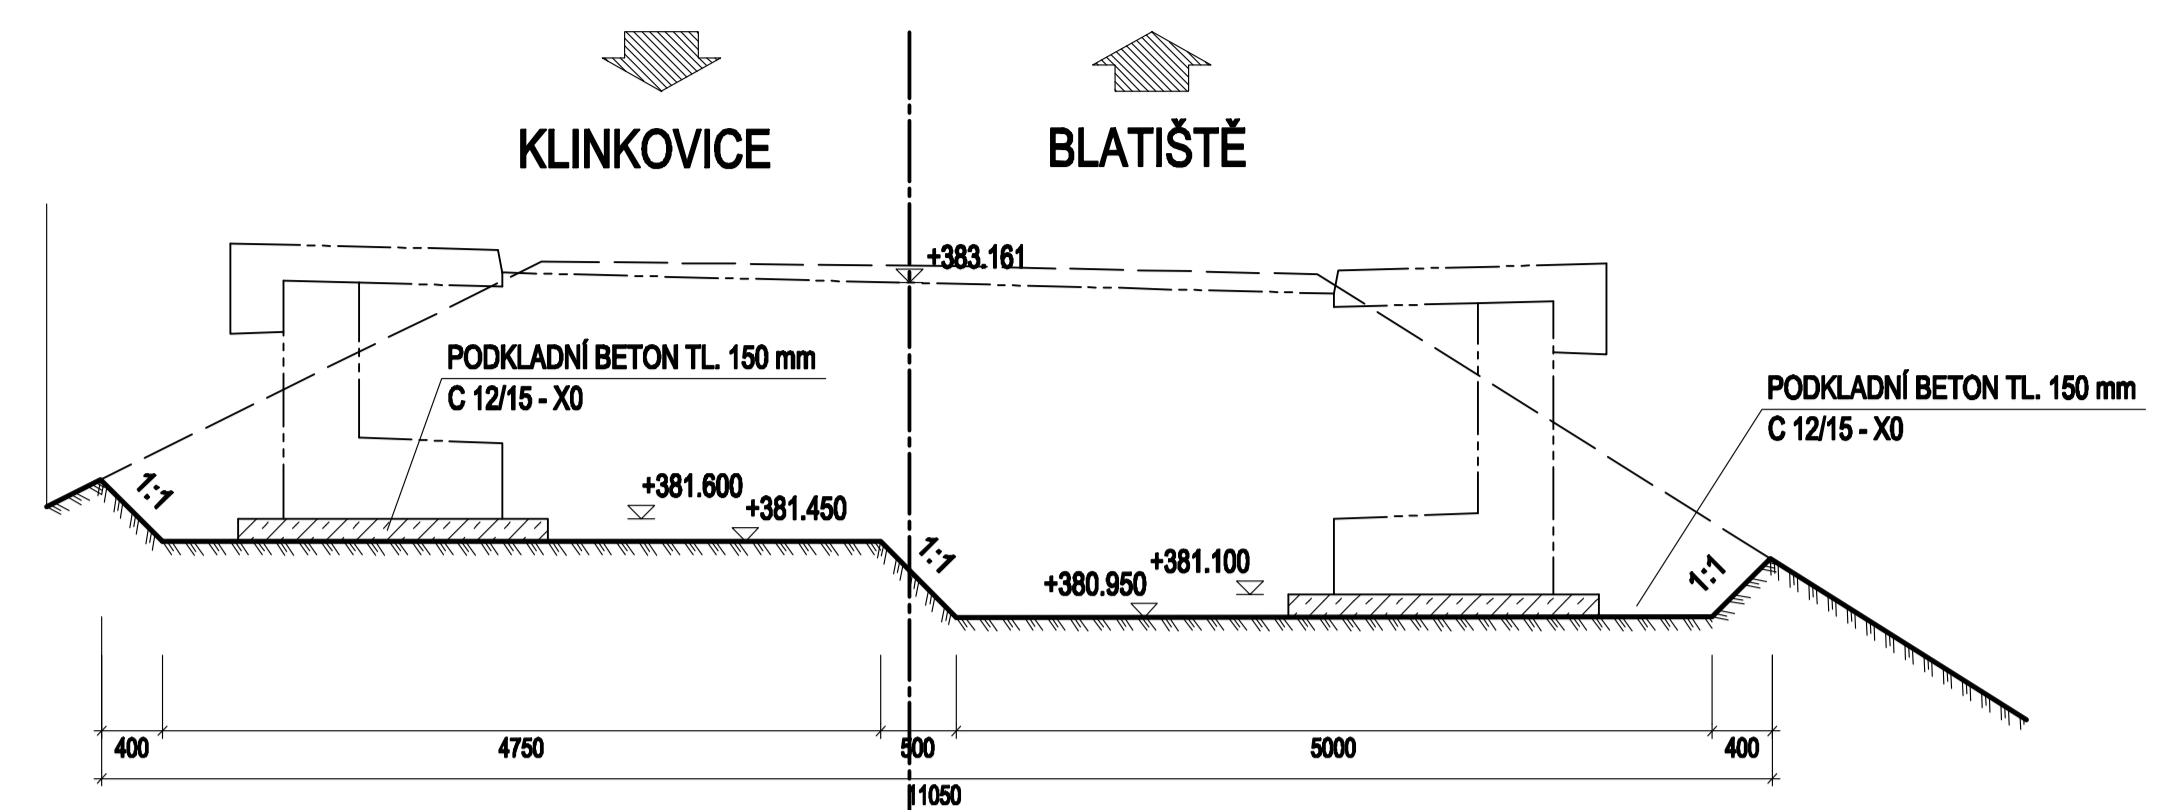 KLINKOVICE
BLATIŠTĚ
+383.161
PODKLADNÍ BETON TL. 150 mm
C 12/15 - X0
PODKLADNÍ BETON TL. 150 mm
C 12/15 - X0
1:1
+381.600
+381.450
1:1
+380.950
+381.100
1:1
400
4750
500
5000
400
11050